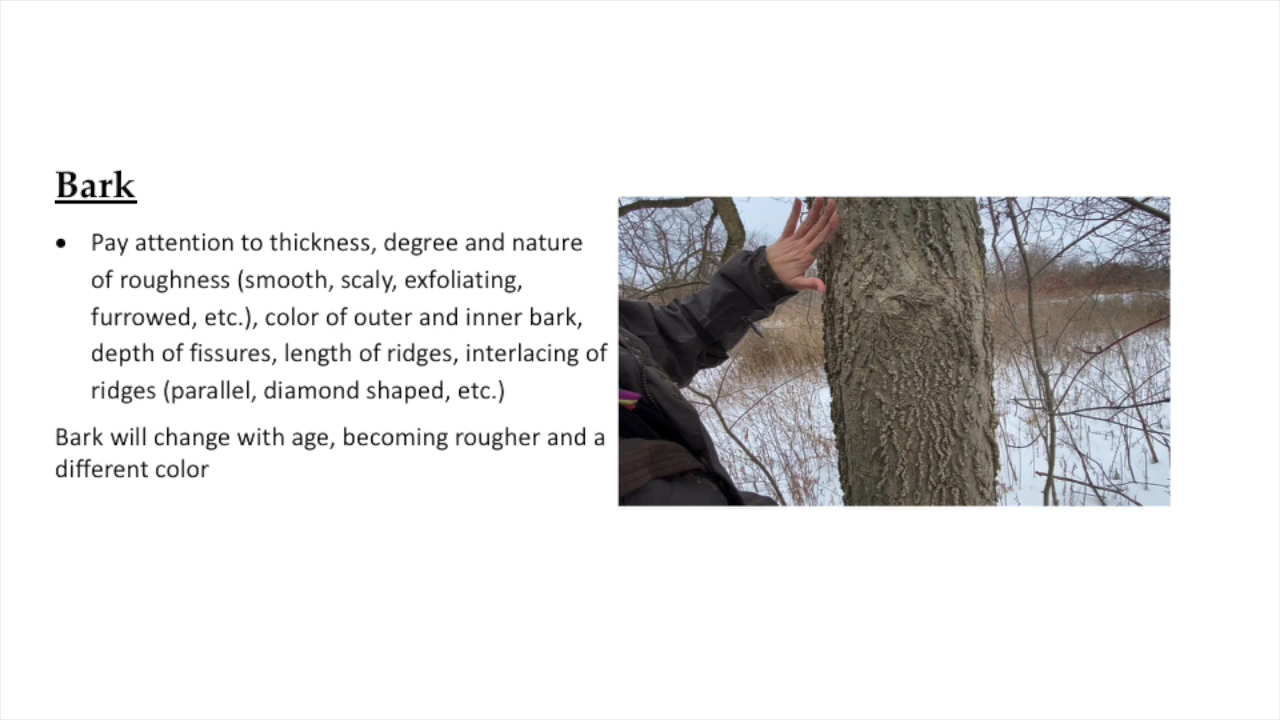 Bark
• Pay attention to thickness, degree and nature
of roughness (smooth, scaly, exfoliating,
furrowed, etc.), color of outer and inner bark,
depth of fissures, length of ridges, interlacing of
ridges (parallel, diamond shaped, etc.)
Bark will change with age, becoming rougher and a
different color